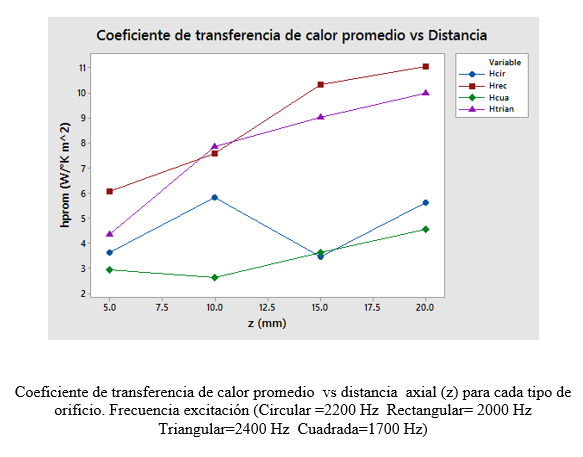 Coeficiente de transferencia de calor promedio vs Distancia
hprom (W/°K m^2)
11
10
9
8
7
6
5
4
3
2
5.0 7.5 10.0 12.5 15.0 17.5 20.0
z (mm)
Variable
Hcir
Hrec
Hcua
Htrian
Coeficiente de transferencia de calor promedio vs distancia axial (z) para cada tipo de
orificio. Frecuencia excitación (Circular =2200 Hz Rectangular= 2000 Hz
Triangular=2400 Hz Cuadrada=1700 Hz)